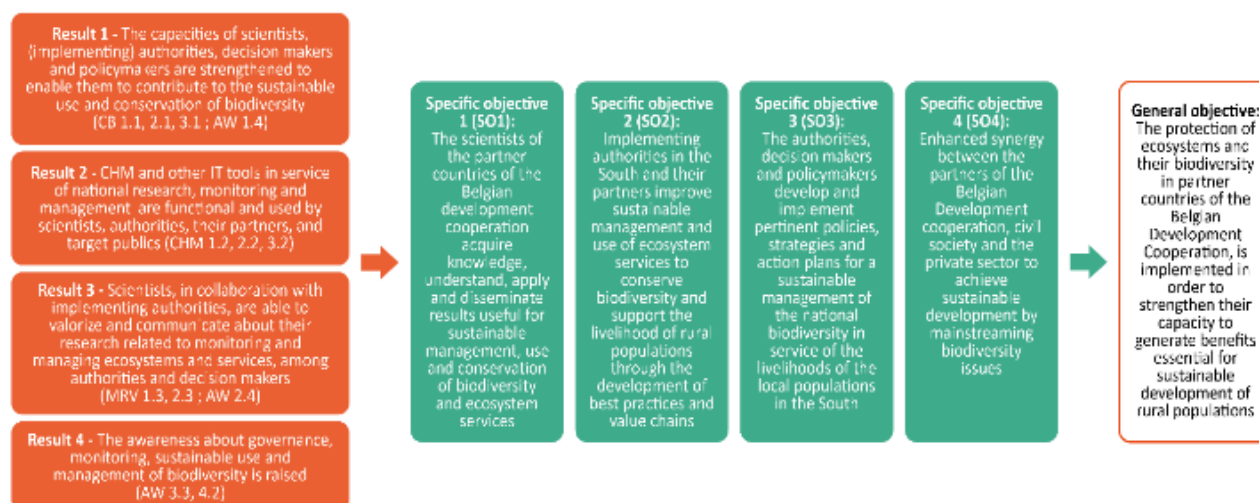 Result 1 - The capacities of scientists,
(implementing) authorities, decision makers
and policymakers are strengthened to
enable them to contribute to the sustainable
use and conservation of biodiversity
(CB 1.1, 2.1, 3.1 ; AW 1.4)
Result 2 - CHM and other IT tools in service
of national research, monitoring and
management are functional and used by
scientists, authorities, their partners, and
target publics (CHM 1.2, 2.2, 3.2)
Result 3 - Scientists, in collaboration with
implementing authorities, are able to
valorize and communicate about their
research related to monitoring and
managing ecosystems and services, among
authorities and decision makers
(MRV 1.3, 2.3 ; AW 2.4)
Result 4 - The awareness about governance,
monitoring, sustainable use and
management of biodiversity is raised
(AW 3.3, 4.2)
Specific objective
1 (SO1):
The scientists of
the partner
countries of the
Belgian
development
cooperation
acquire
knowledge,
understand, apply
and disseminate
results useful for
sustainable
management, use
and conservation
of biodiversity
and ecosystem
services
Specific objective
2 (SO2):
Implementing
authorities in the
South and their
partners improve
sustainable
management and
use of ecosystem
services to
conserve
biodiversity and
support the
livelihood of rural
populations
through the
development of
best practices and
value chains
Specific objective
3 (SO3):
The authorities,
decision makers
and policymakers
develop and
implement
pertinent policies,
strategies and
action plans for a
sustainable
management of
the national
biodiversity in
service of the
livelihoods of the
local populations
in the South
Specific objective
4 (SO4):
Enhanced synergy
between the
partners of the
Belgian
Development
cooperation, civil
society and the
private sector to
achieve
sustainable
development by
mainstreaming
biodiversity
issues
General objective:
The protection of
ecosystems and
their biodiversity
in partner
countries of the
Belgian
Development
Cooperation, is
implemented in
order to
strengthen their
capacity to
generate benefits
essential for
sustainable
development of
rural populations